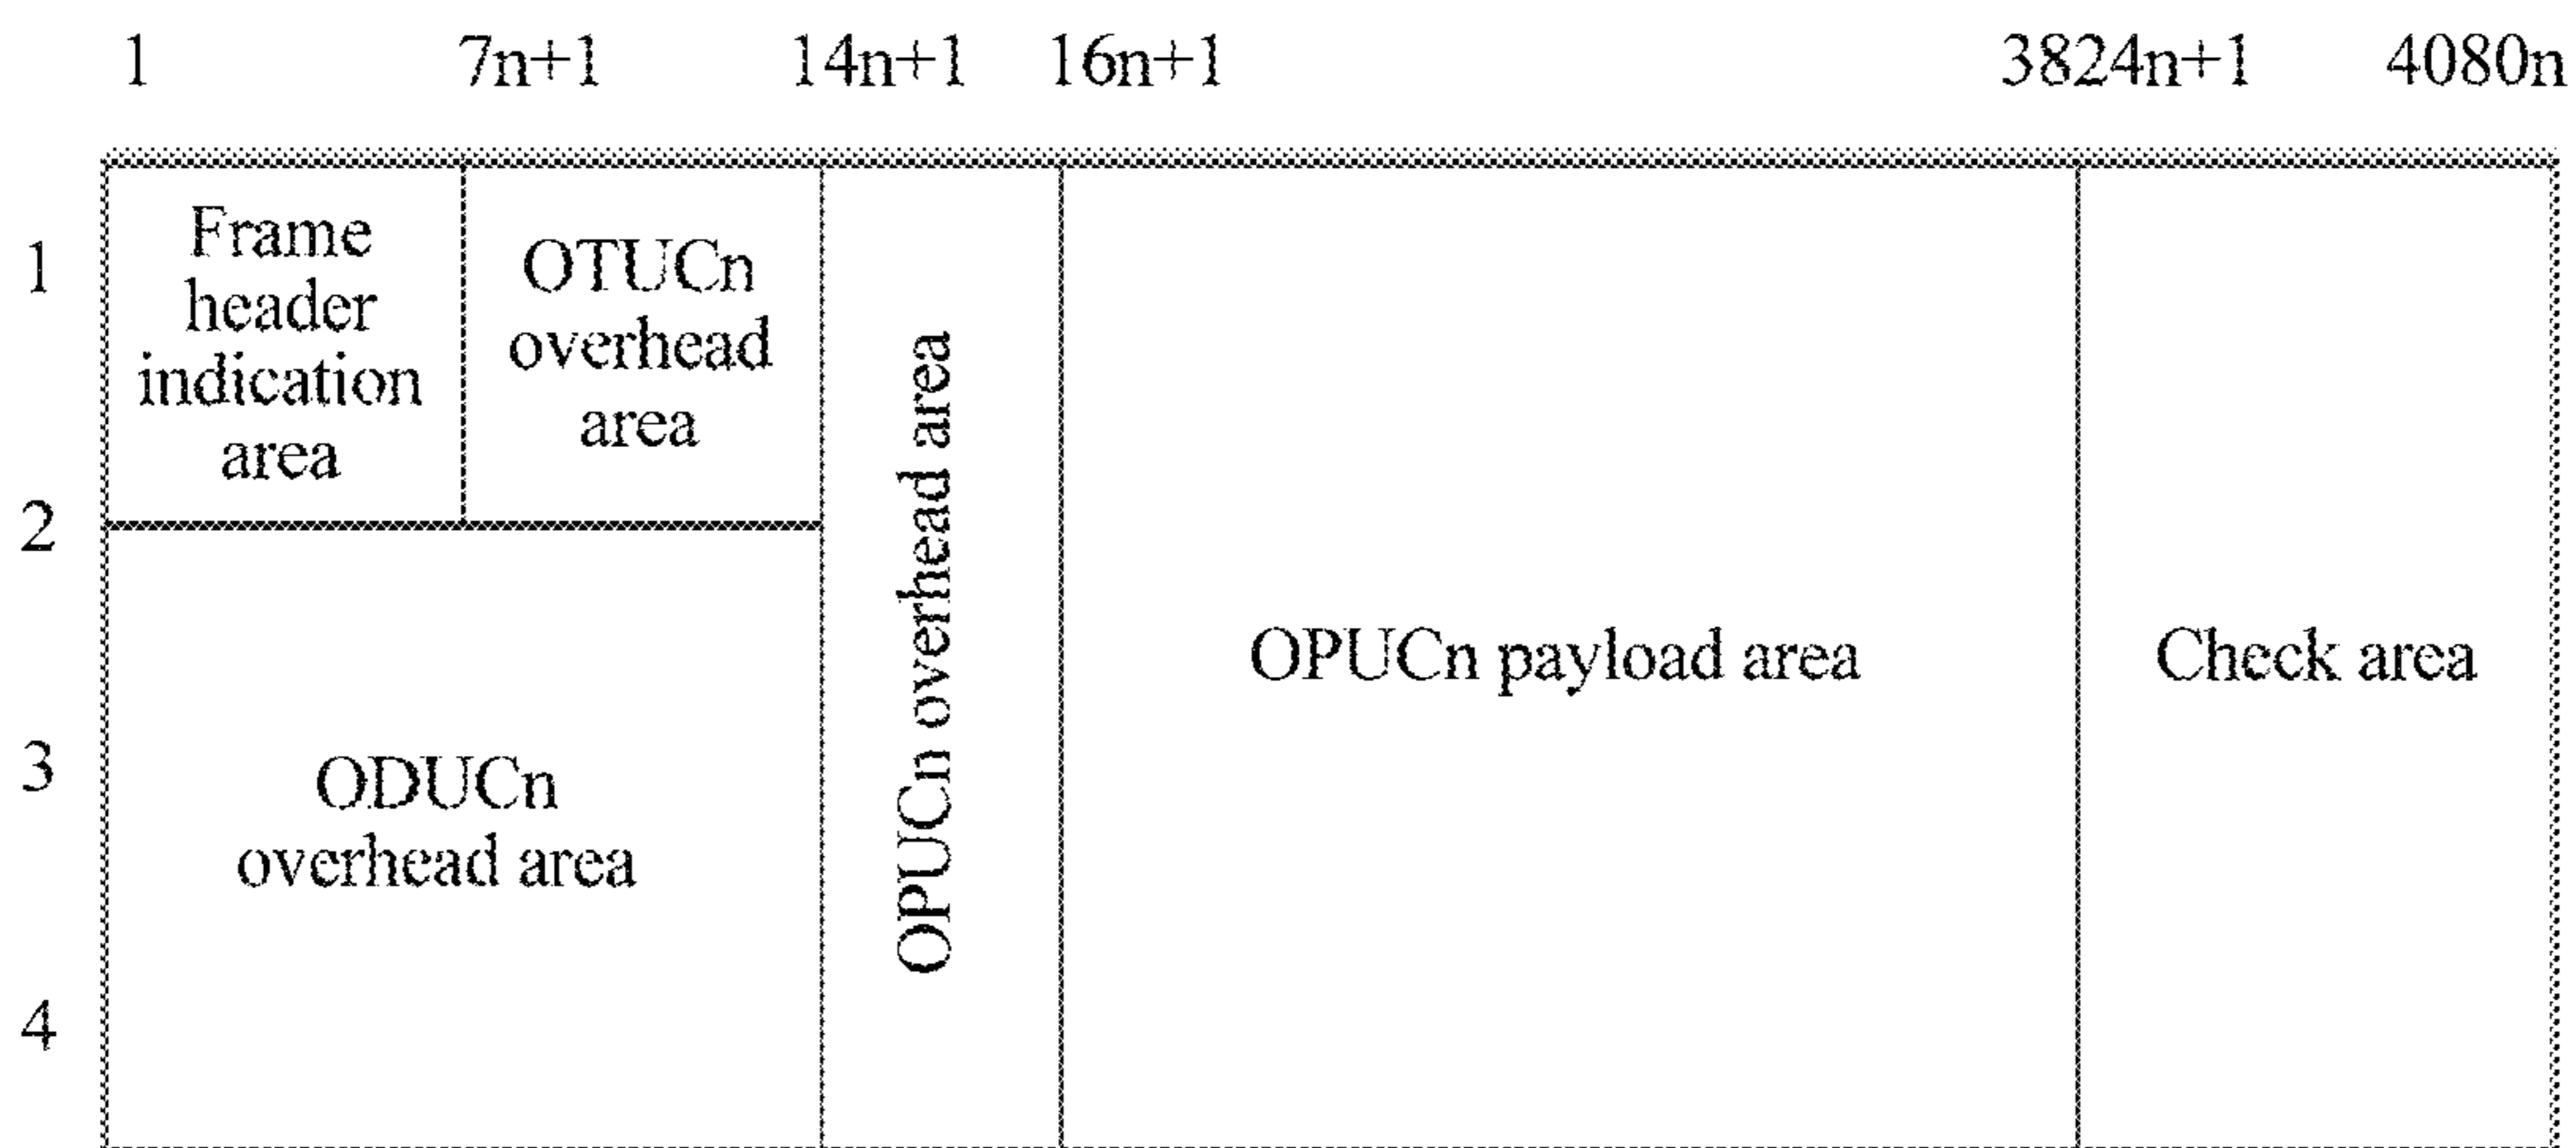 1 7n+1 14n+1 16n+1 3824n+1 4080n
1
2
3
4
Frame
header
indication
area
OTUCn
overhead
area
ODUCn
overhead area
OPUCn overhead area
OPUCn payload area
Check area